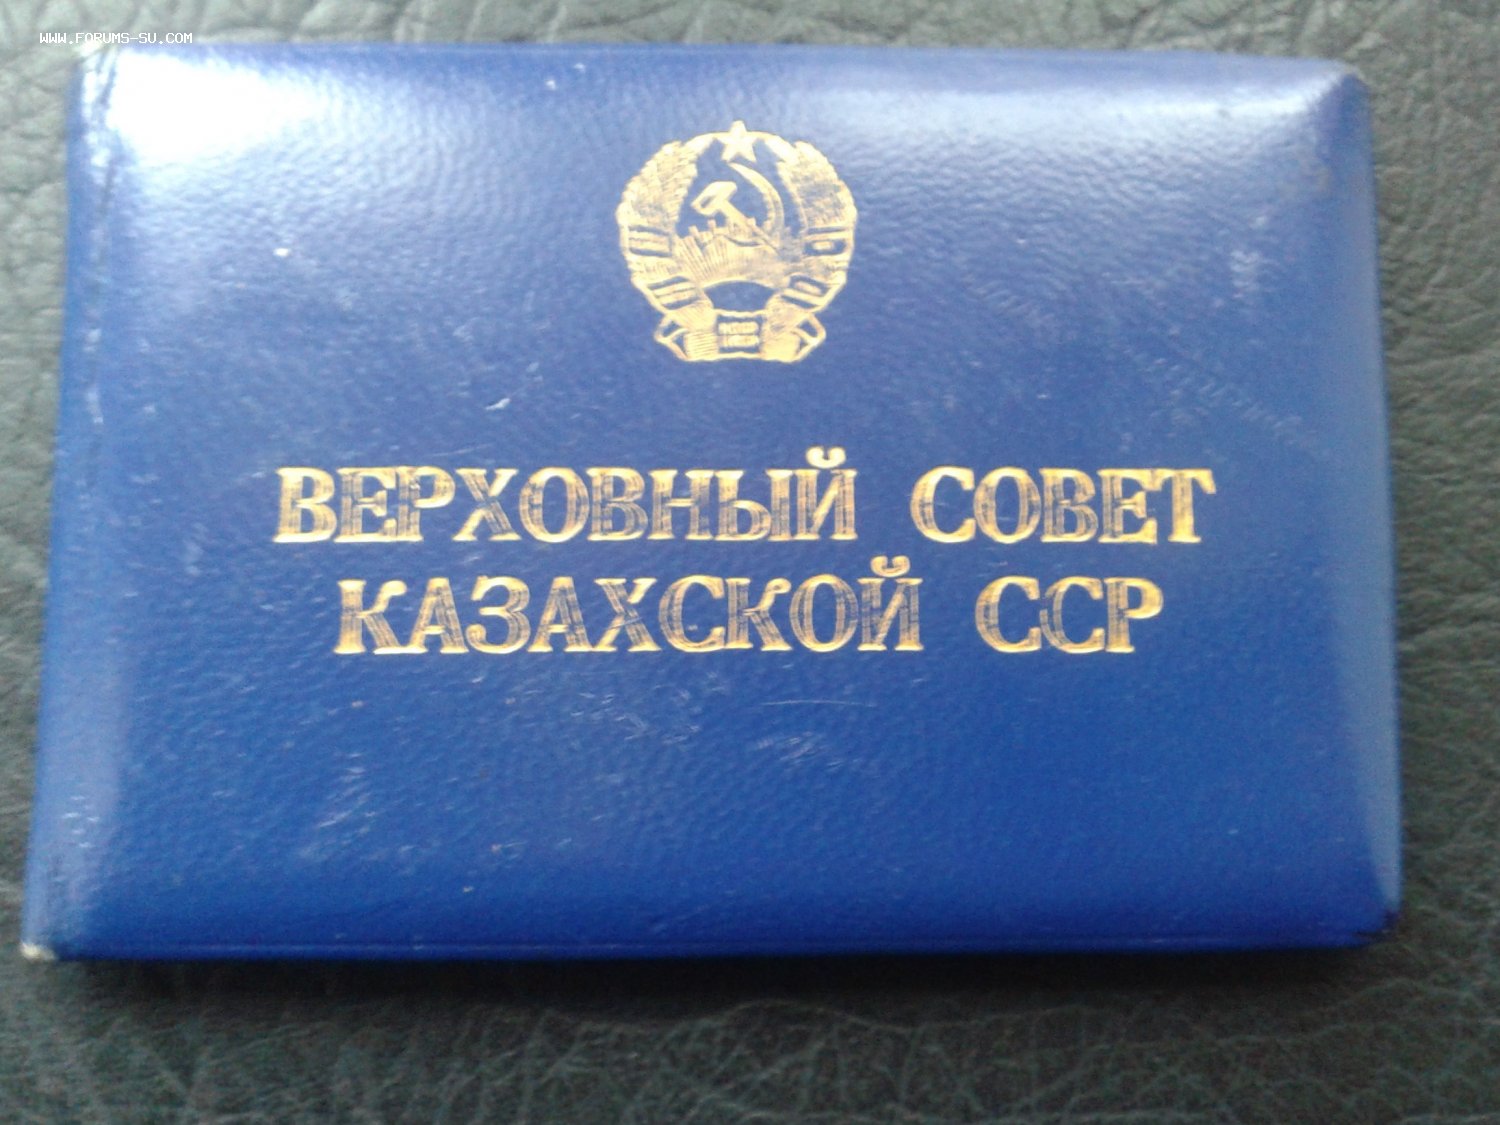 WWW.FORUMS-SU.COM
ВЕРХОВНЫЙ СОВЕТ
КАЗАХСКОЙ ССР